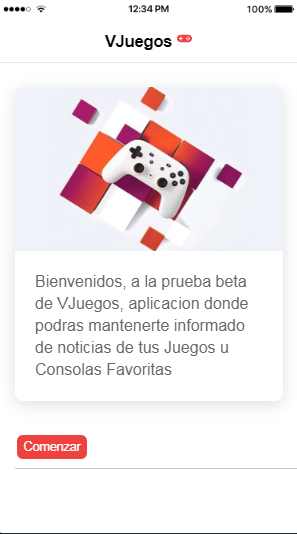 12:34 PM
100%
VJuegos
Bienvenidos, a la prueba beta
de VJuegos, aplicacion donde
podras mantenerte informado
de noticias de tus Juegos u
Consolas Favoritas
Comenzar